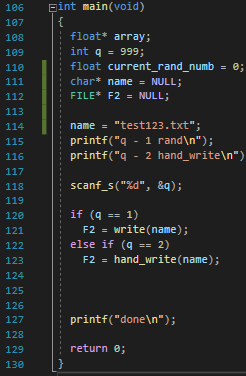 106 int main(void)
107 {
108 float* array;
109 int q = 999;
110 float current_rand_numb = 0;
111 char* name = NULL;
112 FILE* F2 = NULL;
113
114 name = "test123.txt";
115 printf("q - 1 rand\n");
116 printf("q - 2 hand_write\n")
117
118 scanf_s("%d", &q);
119
120 if (q == 1)
121 F2 = write(name);
122 else if (q == 2)
123 F2 = hand_write(name);
124
125
126
127 printf("done\n");
128
129 return 0;
130 }